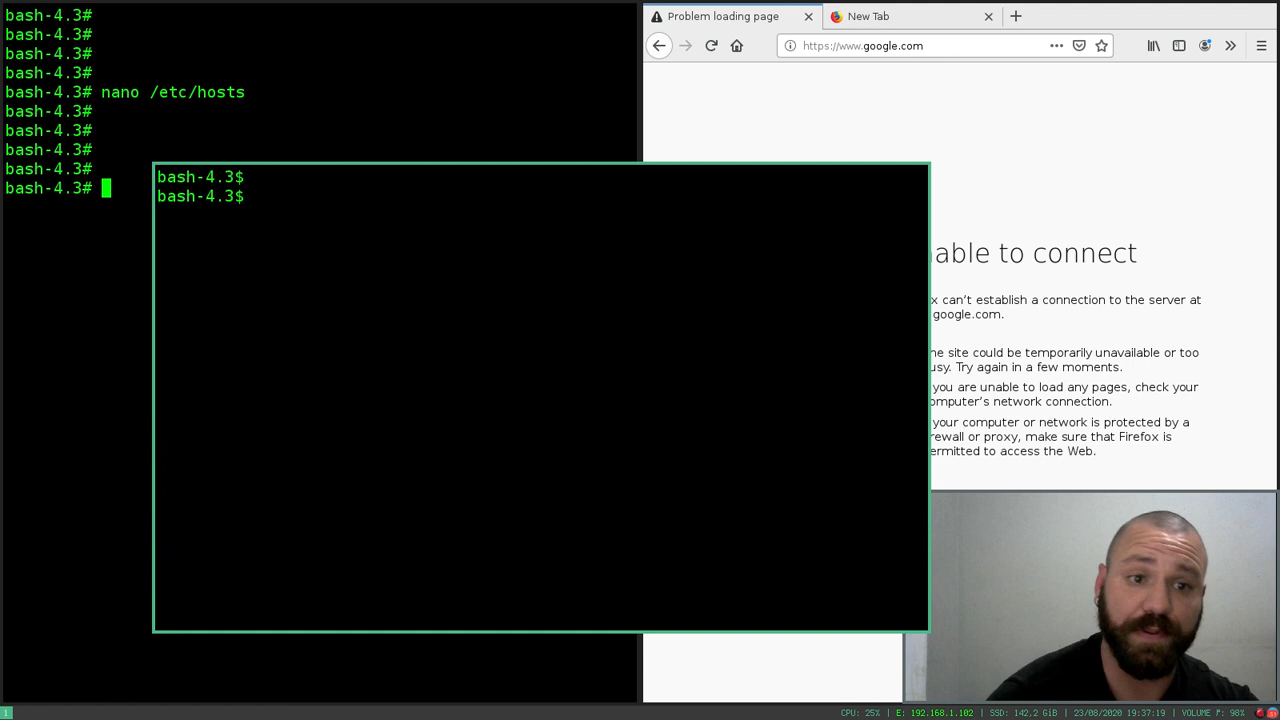 bash-4.3#
bash-4.3#
bash-4.3#
bash-4.3#
bash-4.3# nano /etc/hosts
bash-4.3#
bash-4.3#
bash-4.3#
bash-4.3#
bash-4.3#
bash-4.3$
bash-4.3$
Problem loading page
New Tab
https://www.google.com
able to connect
x can't establish a connection to the server at
google.com.
he site could be temporarily unavailable or too
usy. Try again in a few moments.
you are unable to load any pages, check your
omputer's network connection.
your computer or network is protected by a
rewall or proxy, make sure that Firefox is
ermitted to access the Web.
1
CPU: 25% | E: 192.168.1.102 | SSD: 142,2 GiB | 23/08/2020 19:37:19 | VOLUME M: 98%